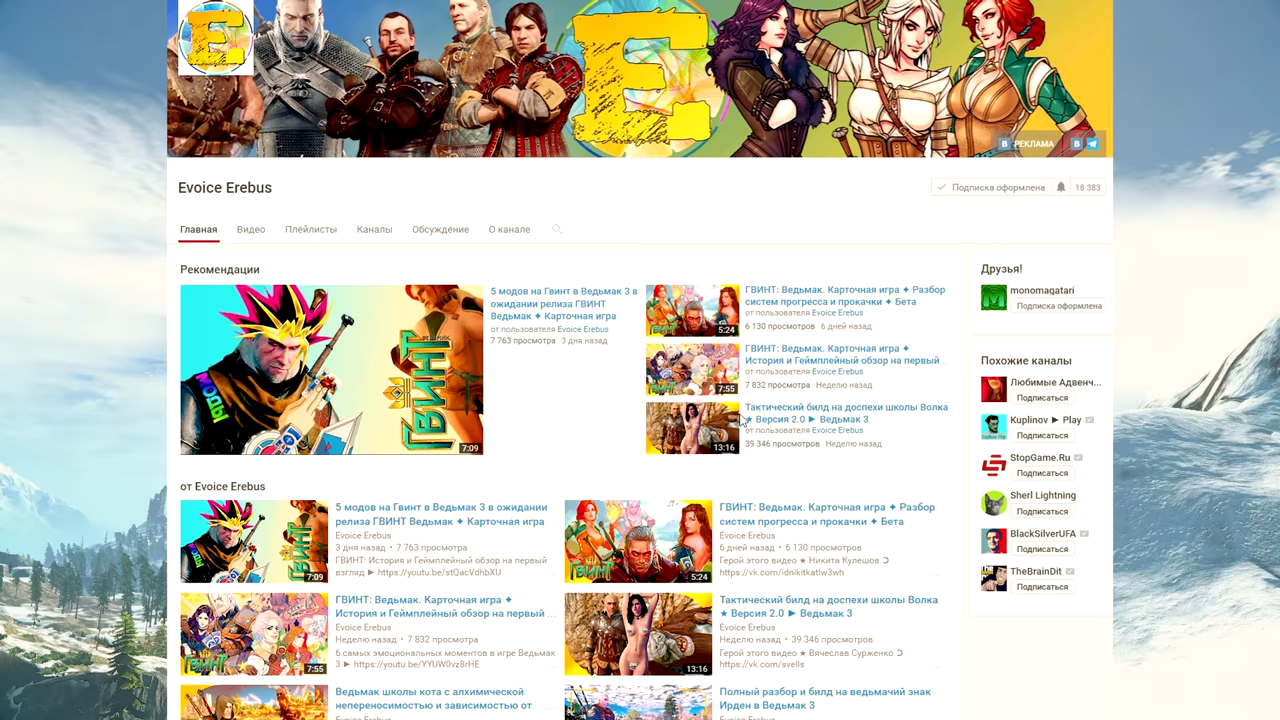 E
E.
В РЕКЛАМА В
Evoice Erebus
Подписка оформлена 18 383
Главная Видео Плейлисты Каналы Обсуждение О канале
Рекомендации
ГВИНТ
7:09
5 модов на Гвинт в Ведьмак 3 в
ожидании релиза ГВИНТ
Ведьмак ✦ Карточная игра
от пользователя Evoice Erebus
7 763 просмотра 3 дня назад
ГВИНТ
5:24
ГВИНТ: Ведьмак. Карточная игра ✦ Разбор
систем прогресса и прокачки ✦ Бета
от пользователя Evoice Erebus
6 130 просмотров 6 дней назад
ГВИНТ
7:55
ГВИНТ: Ведьмак. Карточная игра ✦
История и Геймплейный обзор на первый...
от пользователя Evoice Erebus
7 832 просмотра Неделю назад
13:16
Тактический билд на доспехи школы Волка
★ Версия 2.0 ► Ведьмак 3
от пользователя Evoice Erebus
39 346 просмотров Неделю назад
Друзья!
monomagatari
Подписка оформлена
Похожие каналы
Любимые Адвенч...
Подписаться
Kuplinov ► Play
Подписаться
StopGame.Ru
Подписаться
Sherl Lightning
Подписаться
BlackSilverUFA
Подписаться
TheBrainDit
Подписаться
от Evoice Erebus
ГВИНТ
7:09
5 модов на Гвинт в Ведьмак 3 в ожидании
релиза ГВИНТ Ведьмак ✦ Карточная игра
Evoice Erebus
3 дня назад • 7 763 просмотра
ГВИНТ: История и Геймплейный обзор на первый
взгляд ► https://youtu.be/stQacVdhbXU ...
ГВИНТ
5:24
ГВИНТ: Ведьмак. Карточная игра ✦ Разбор
систем прогресса и прокачки ✦ Бета
Evoice Erebus
6 дней назад • 6 130 просмотров
Герой этого видео ★ Никита Кулешов Ͻ
https://vk.com/idnikitkatlw3wh ...
ГВИНТ
7:55
ГВИНТ: Ведьмак. Карточная игра ✦
История и Геймплейный обзор на первый ...
Evoice Erebus
Неделю назад • 7 832 просмотра
6 самых эмоциональных моментов в игре Ведьмак
3 ► https://youtu.be/YYUW0vz8rHE ...
13:16
Тактический билд на доспехи школы Волка
★ Версия 2.0 ► Ведьмак 3
Evoice Erebus
Неделю назад • 39 346 просмотров
Герой этого видео ★ Вячеслав Сурженко Ͻ
https://vk.com/svells ...
Ведьмак школы кота с алхимической
непереносимостью и зависимостью от ...
Evoice Erebus
Полный разбор и билд на ведьмачий знак
Ирден в Ведьмак 3
Evoice Erebus